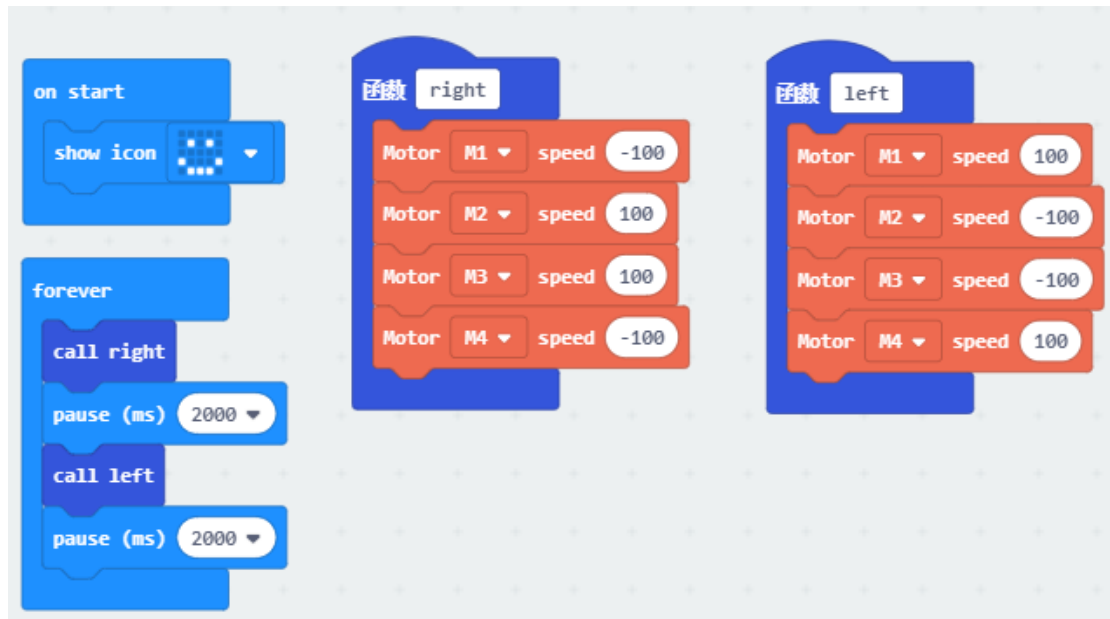 on start
show icon
forever
call right
pause (ms) 2000
call left
pause (ms) 2000
函数 right
Motor M1 speed -100
Motor M2 speed 100
Motor M3 speed 100
Motor M4 speed -100
函数 left
Motor M1 speed 100
Motor M2 speed -100
Motor M3 speed -100
Motor M4 speed 100